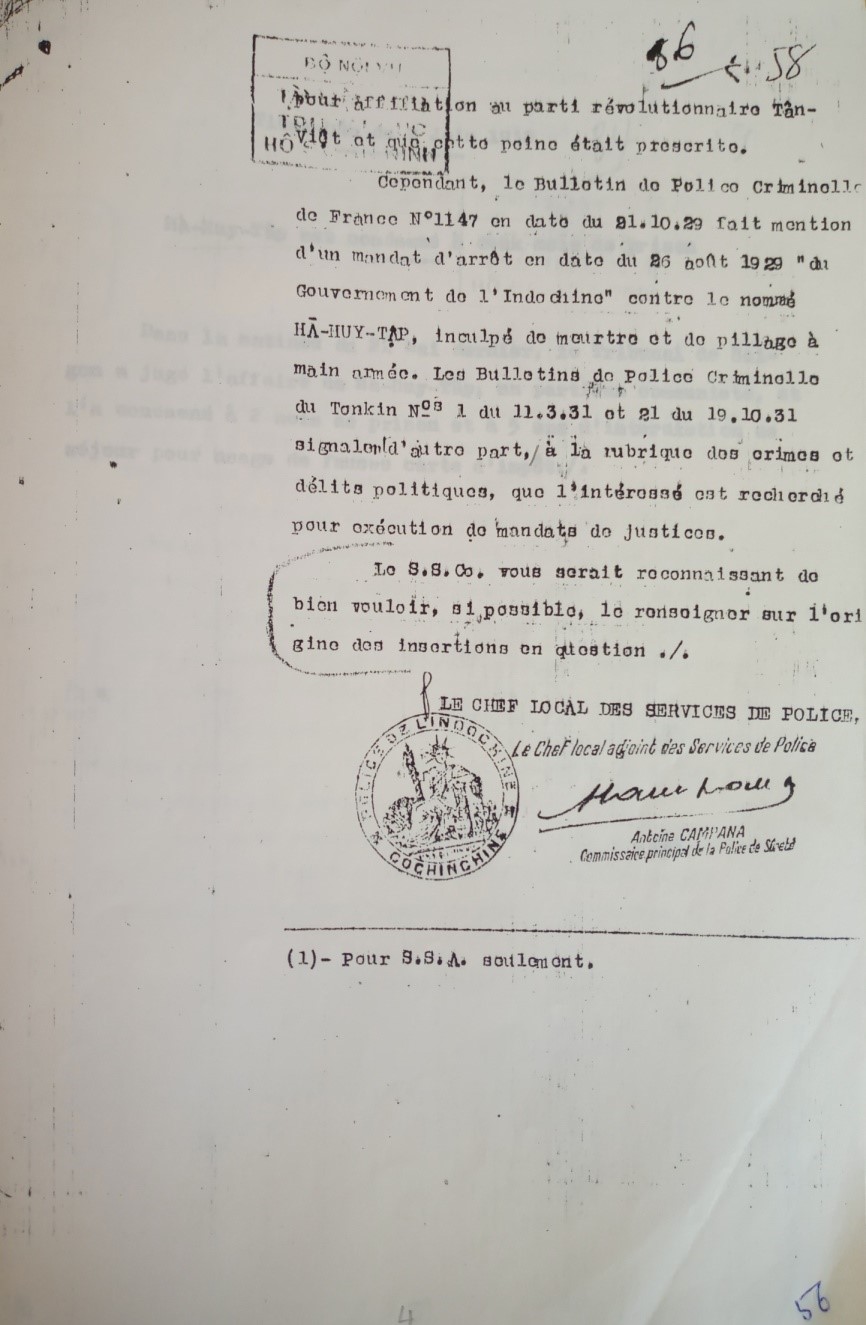 BỘ NỘI VỤ
HỒ
86
58
pour affiliation au parti révolutionnaire Tân-
Việt et que cette peine était prescrite.
Cependant, le Bulletin de Police Criminelle
de France N°1147 en date du 21.10.29 fait mention
d'un mandat d'arrêt en date du 26 août 1929 "du
Gouvernement de l'Indochine" contre le nommé
HÀ-HUY-TẬP, inculpé de meurtre et de pillage à
main armée. Les Bulletins de Police Criminelle
du Tonkin Nos 1 du 11.3.31 et 21 du 19.10.31
signalent d'autre part, à la rubrique des crimes et
délits politiques, que l'intéressé est recherché
pour exécution de mandats de justices.
Le S.S.Co. vous serait reconnaissant de
bien vouloir, si possible, le renseigner sur l'ori
gine des insertions en question ./.
LE CHEF LOCAL DES SERVICES DE POLICE,
Le Chef local adjoint des Services de Police
POLICE DE L'INDOCHINE
COCHINCHINE
Antoine CAMPANA
Commissaire principal de la Police de Sûreté
(1)- Pour S.S.A. seulement.
4
56